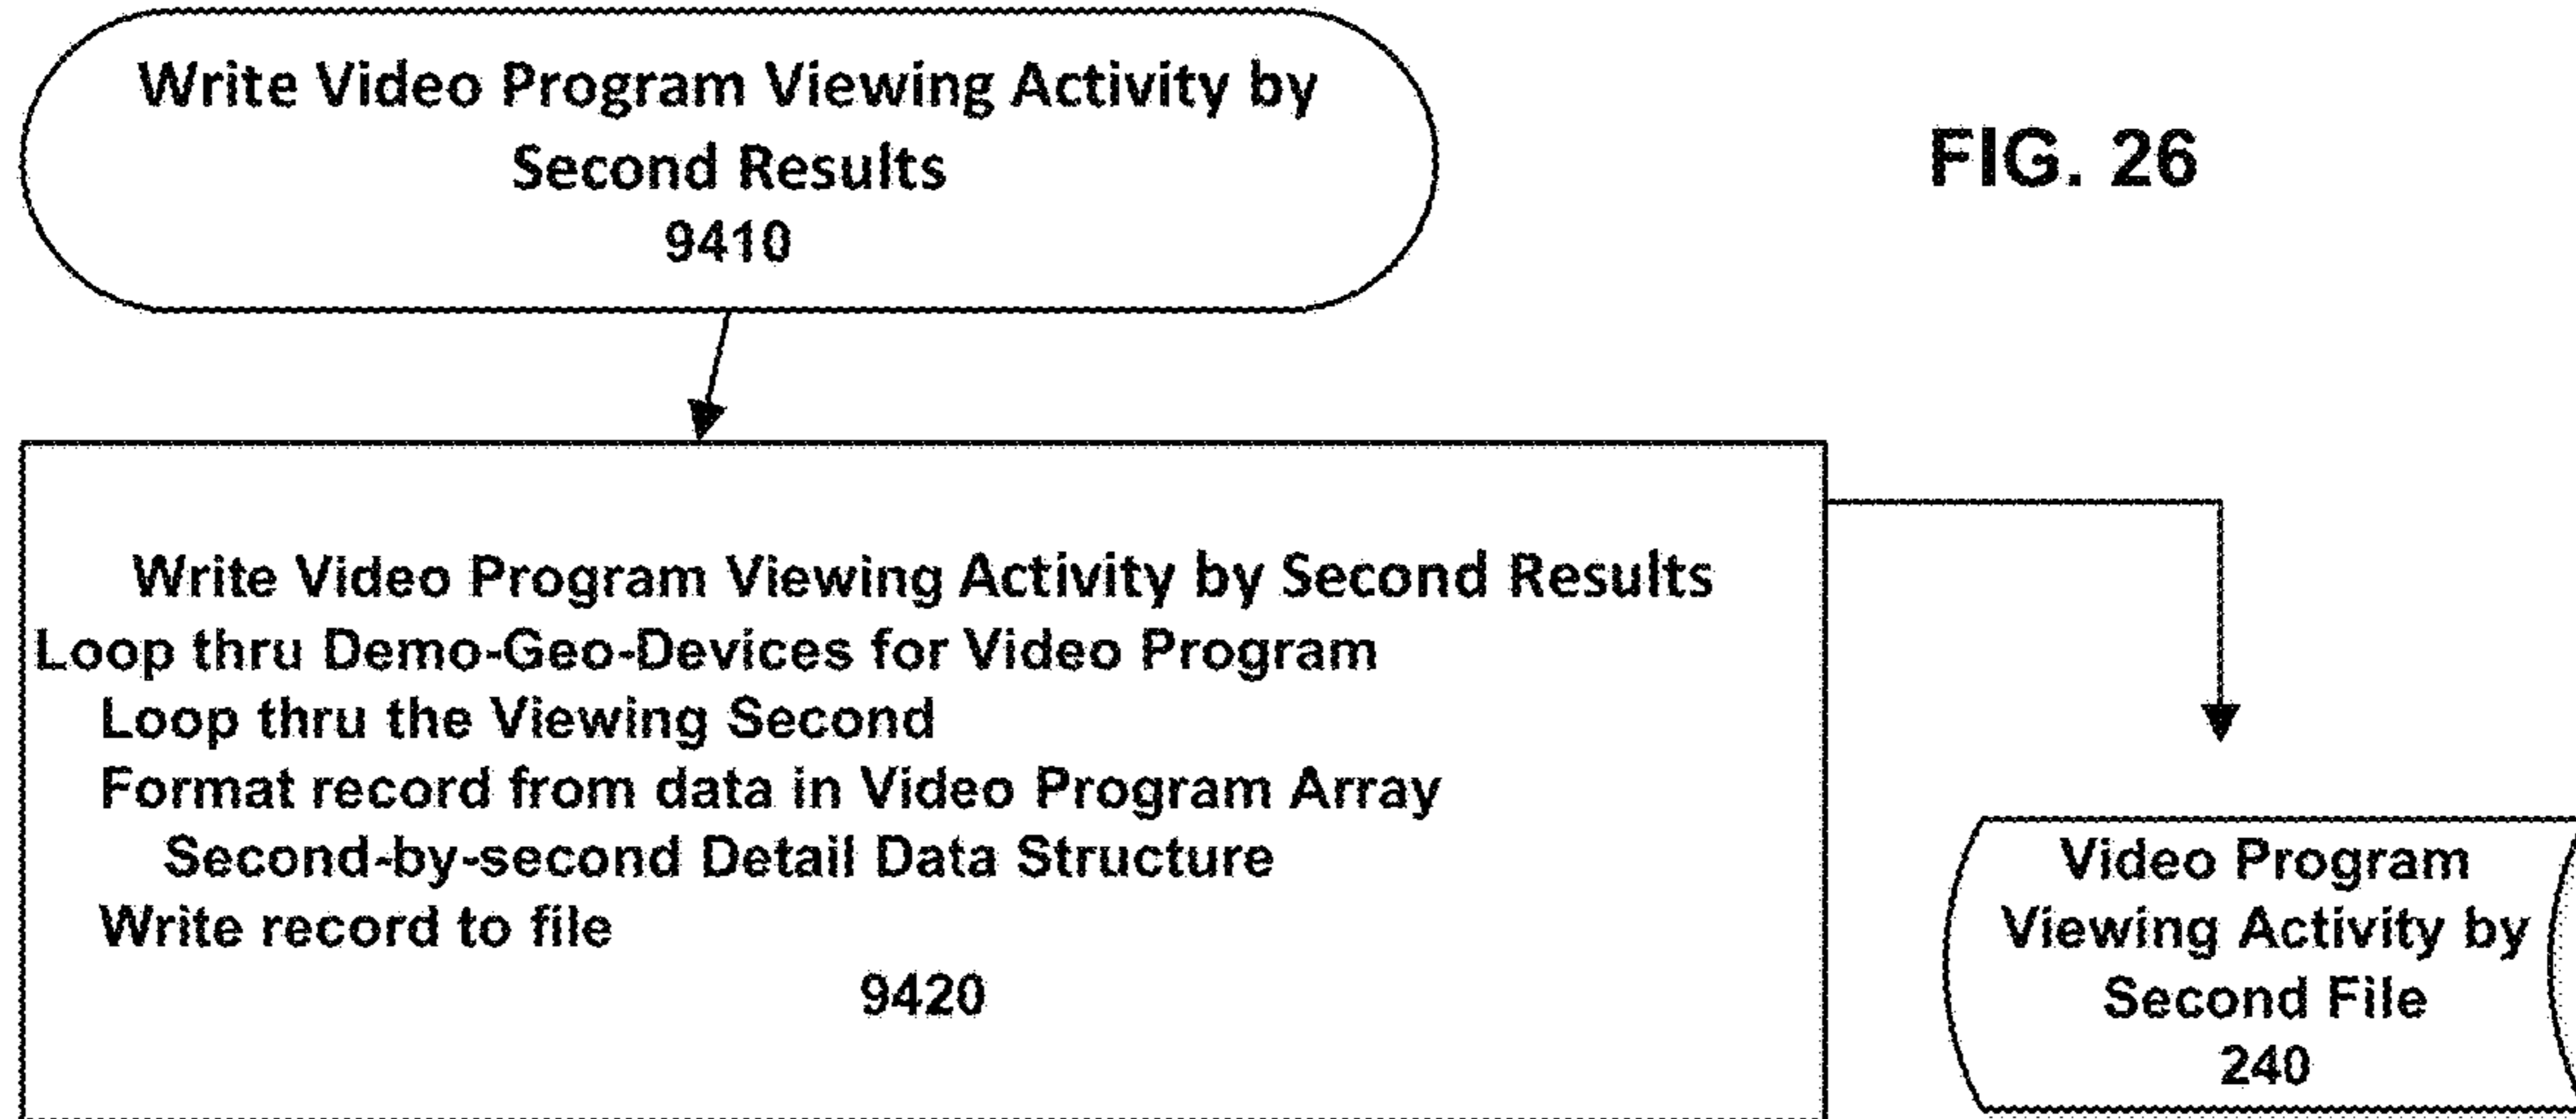 Write Video Program Viewing Activity by
Second Results
9410
FIG. 26
Write Video Program Viewing Activity by Second Results
Loop thru Demo-Geo-Devices for Video Program
Loop thru the Viewing Second
Format record from data in Video Program Array
Second-by-second Detail Data Structure
Write record to file
9420
Video Program
Viewing Activity by
Second File
240